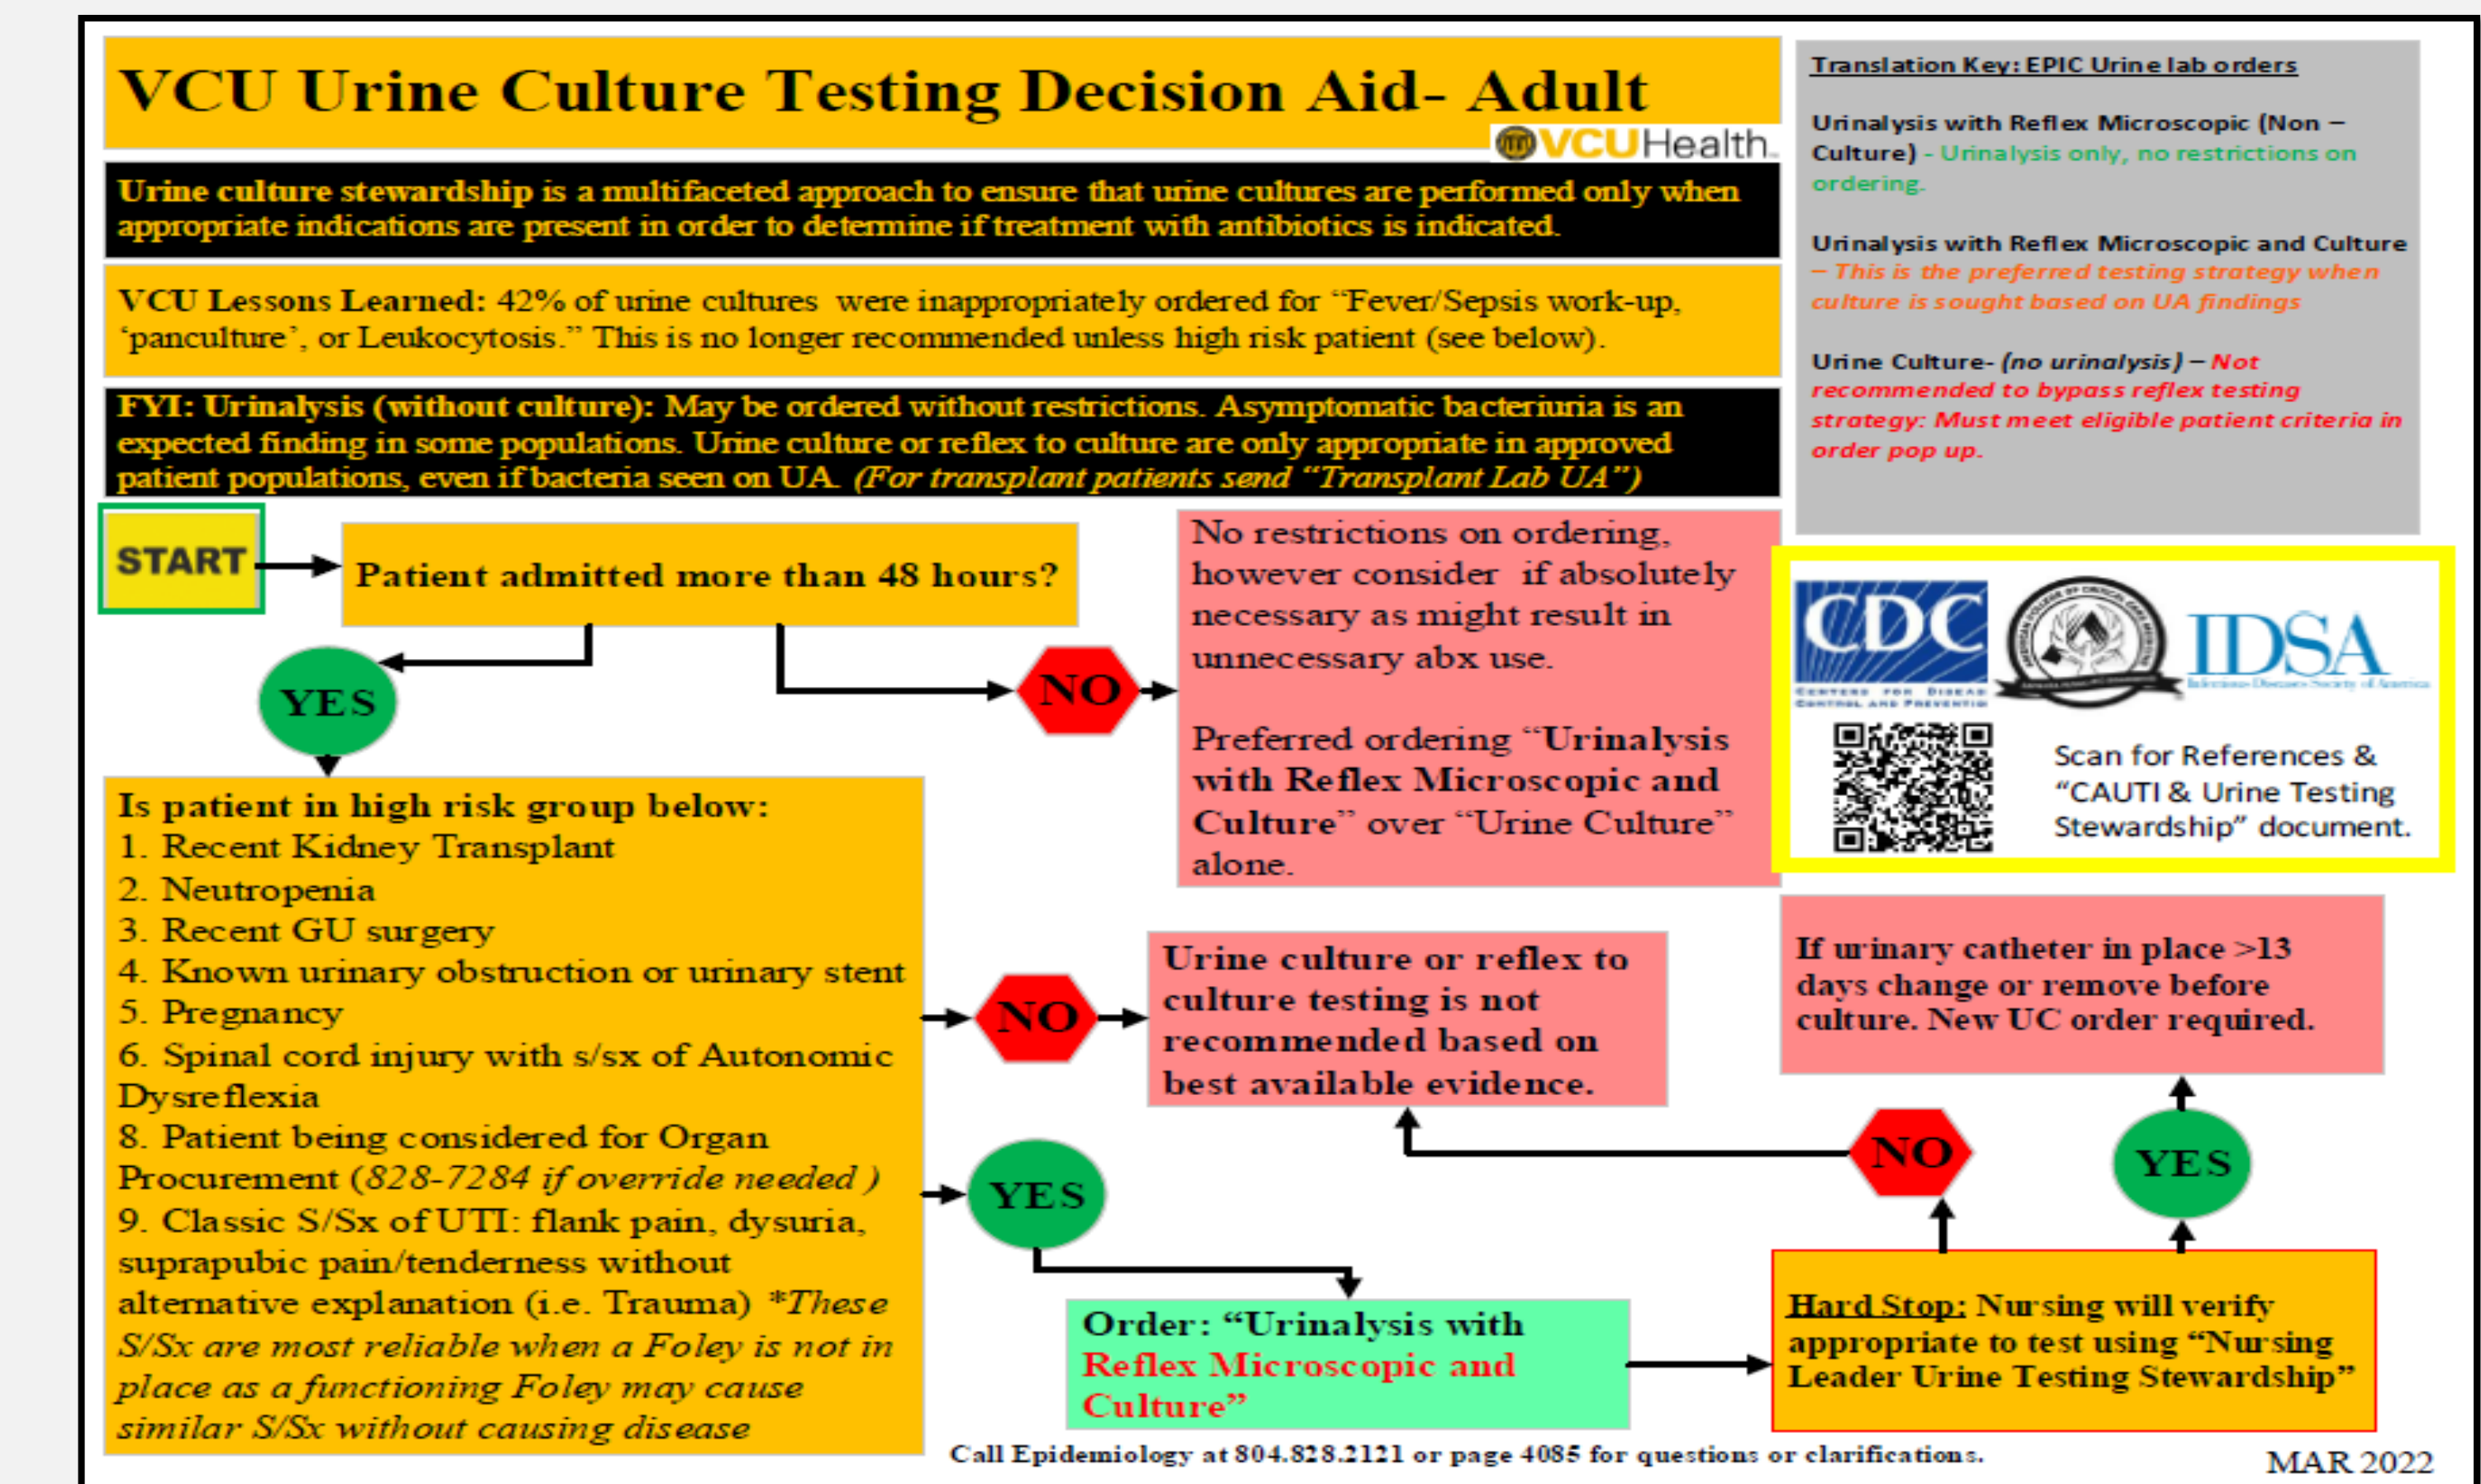 VCU Urine Culture Testing Decision Aid- Adult
VCUHealth
Urine culture stewardship is a multifaceted approach to ensure that urine cultures are performed only when
appropriate indications are present in order to determine if treatment with antibiotics is indicated.
VCU Lessons Learned: 42% of urine cultures were inappropriately ordered for “Fever/Sepsis work-up,
‘panculture’, or Leukocytosis.” This is no longer recommended unless high risk patient (see below).
FYI: Urinalysis (without culture): May be ordered without restrictions. Asymptomatic bacteriuria is an
expected finding in some populations. Urine culture or reflex to culture are only appropriate in approved
patient populations, even if bacteria seen on UA. (For transplant patients send “Transplant Lab UA”)
Translation Key: EPIC Urine lab orders
Urinalysis with Reflex Microscopic (Non –
Culture) - Urinalysis only, no restrictions on
ordering.
Urinalysis with Reflex Microscopic and Culture
– This is the preferred testing strategy when
culture is sought based on UA findings
Urine Culture- (no urinalysis) – Not
recommended to bypass reflex testing
strategy: Must meet eligible patient criteria in
order pop up.
START
Patient admitted more than 48 hours?
YES
NO
No restrictions on ordering,
however consider if absolutely
necessary as might result in
unnecessary abx use.
Preferred ordering “Urinalysis
with Reflex Microscopic and
Culture” over “Urine Culture”
alone.
CDC
CENTERS FOR DISEAS
CONTROL AND PREVENTIO
IDSA
Infectious Diseases Society of America
Scan for References &
“CAUTI & Urine Testing
Stewardship” document.
Is patient in high risk group below:
1. Recent Kidney Transplant
2. Neutropenia
3. Recent GU surgery
4. Known urinary obstruction or urinary stent
5. Pregnancy
6. Spinal cord injury with s/sx of Autonomic
Dysreflexia
8. Patient being considered for Organ
Procurement (828-7284 if override needed )
9. Classic S/Sx of UTI: flank pain, dysuria,
suprapubic pain/tenderness without
alternative explanation (i.e. Trauma) *These
S/Sx are most reliable when a Foley is not in
place as a functioning Foley may cause
similar S/Sx without causing disease
NO
Urine culture or reflex to
culture testing is not
recommended based on
best available evidence.
YES
Order: “Urinalysis with
Reflex Microscopic and
Culture”
If urinary catheter in place >13
days change or remove before
culture. New UC order required.
NO
YES
Hard Stop: Nursing will verify
appropriate to test using “Nursing
Leader Urine Testing Stewardship”
Call Epidemiology at 804.828.2121 or page 4085 for questions or clarifications.
MAR 2022